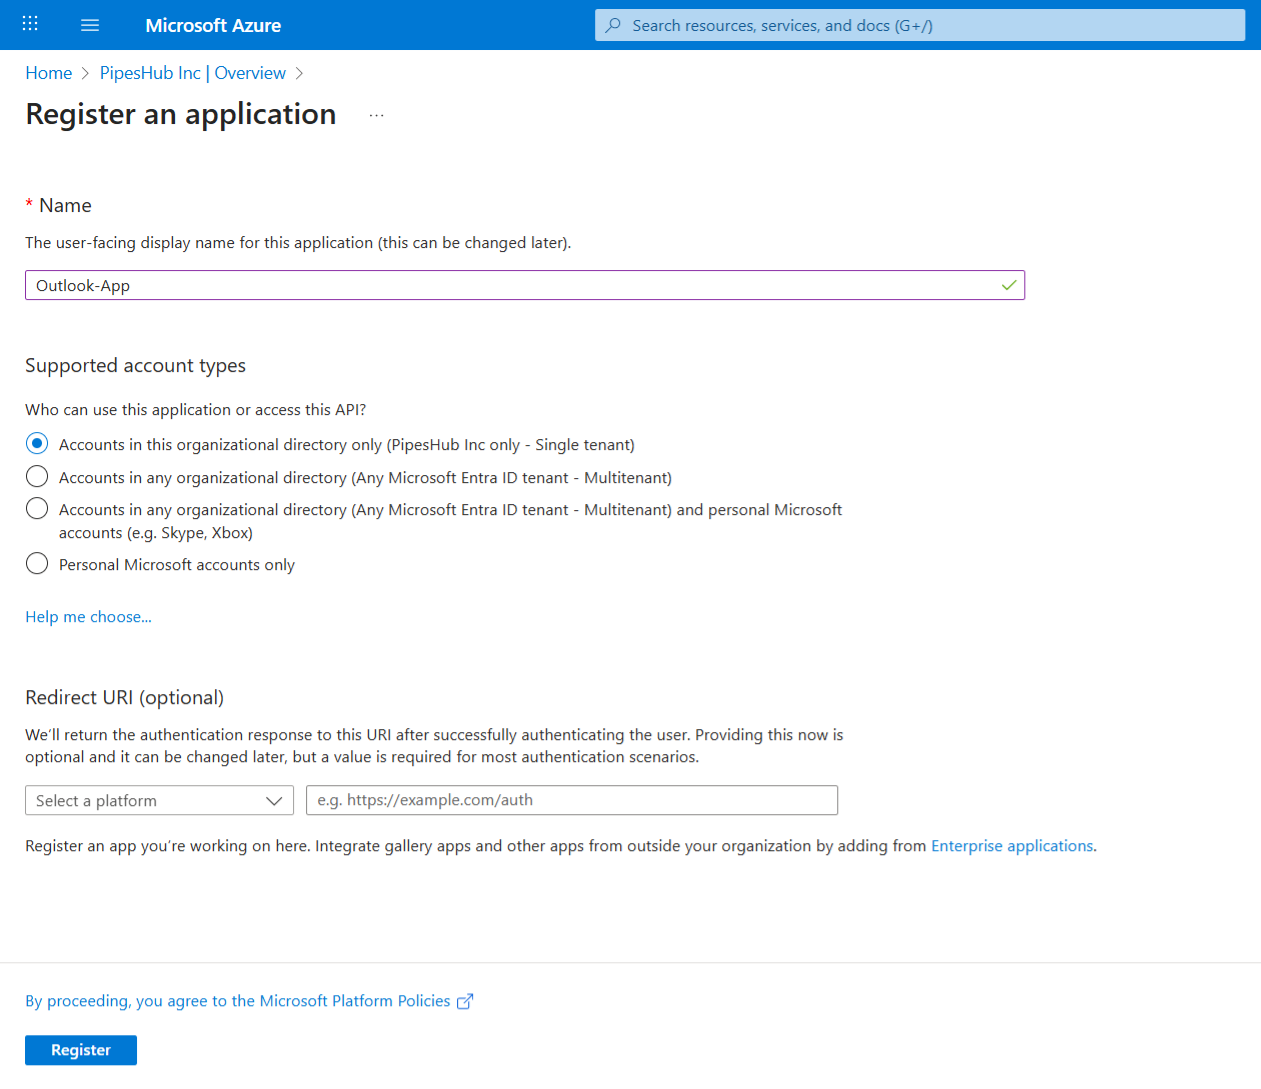 Microsoft Azure
Search resources, services, and docs (G+/)
Home > PipesHub Inc | Overview >
Register an application ...
* Name
The user-facing display name for this application (this can be changed later).
Outlook-App
Supported account types
Who can use this application or access this API?
Accounts in this organizational directory only (PipesHub Inc only - Single tenant)
Accounts in any organizational directory (Any Microsoft Entra ID tenant - Multitenant)
Accounts in any organizational directory (Any Microsoft Entra ID tenant - Multitenant) and personal Microsoft
accounts (e.g. Skype, Xbox)
Personal Microsoft accounts only
Help me choose...
Redirect URI (optional)
We’ll return the authentication response to this URI after successfully authenticating the user. Providing this now is
optional and it can be changed later, but a value is required for most authentication scenarios.
Select a platform
e.g. https://example.com/auth
Register an app you’re working on here. Integrate gallery apps and other apps from outside your organization by adding from Enterprise applications.
By proceeding, you agree to the Microsoft Platform Policies
Register